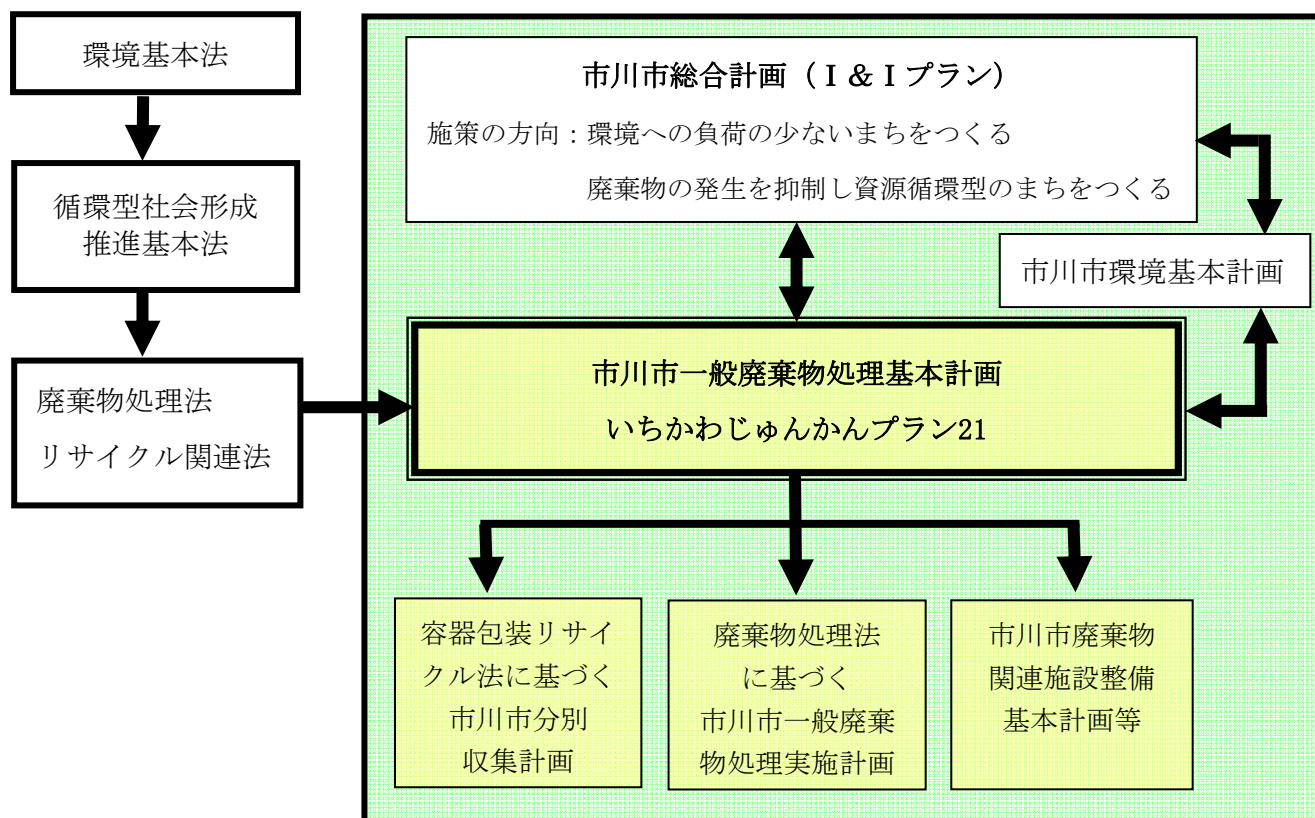 環境基本法
循環型社会形成
推進基本法
廃棄物処理法
リサイクル関連法
市川市総合計画（Ｉ＆Ｉプラン）
施策の方向：環境への負荷の少ないまちをつくる
廃棄物の発生を抑制し資源循環型のまちをつくる
市川市環境基本計画
市川市一般廃棄物処理基本計画
いちかわじゅんかんプラン21
容器包装リサイ
クル法に基づく
市川市分別
収集計画
廃棄物処理法
に基づく
市川市一般廃棄
物処理実施計画
市川市廃棄物
関連施設整備
基本計画等